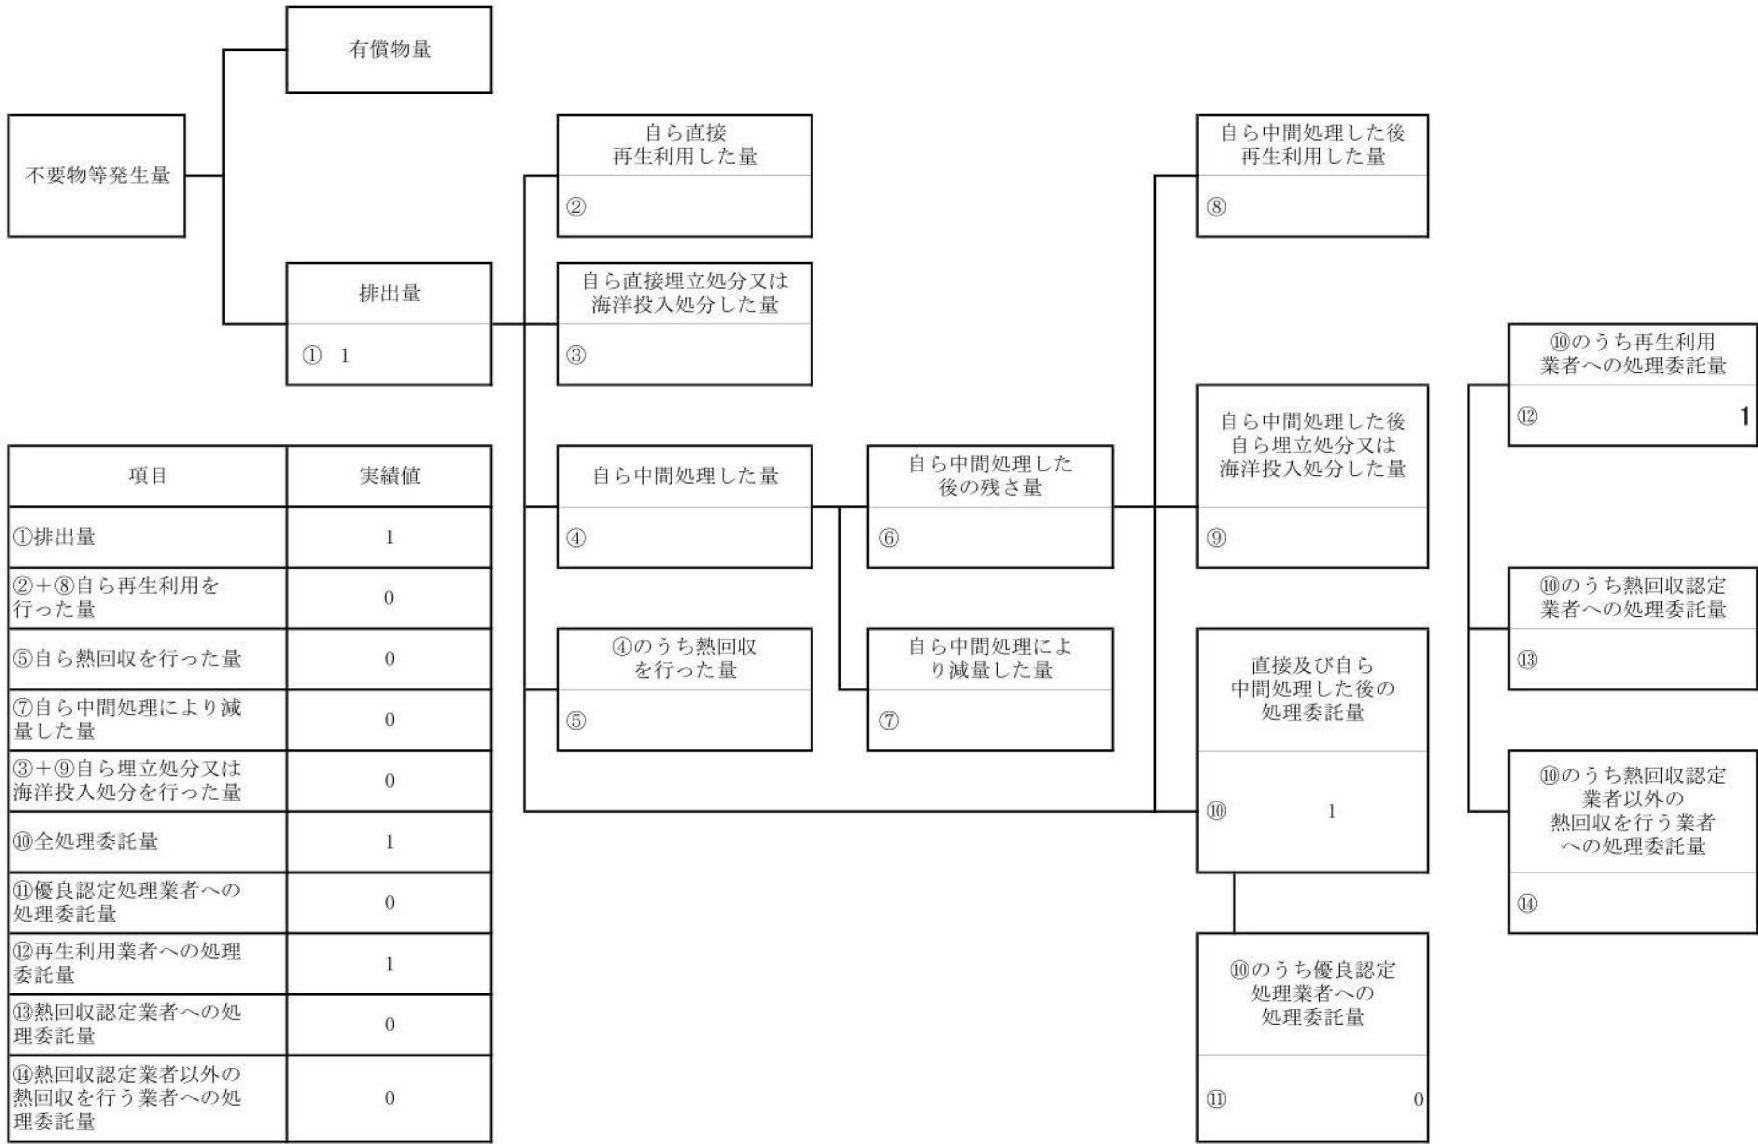 有償物量
不要物等発生量
排出量
① 1
自ら直接
再生利用した量
②
自ら直接埋立処分又は
海洋投入処分した量
③
自ら中間処理した量
④
④のうち熱回収
を行った量
⑤
自ら中間処理した
後の残さ量
⑥
自ら中間処理によ
り減量した量
⑦
自ら中間処理した後
再生利用した量
⑧
自ら中間処理した後
自ら埋立処分又は
海洋投入処分した量
⑨
直接及び自ら
中間処理した後の
処理委託量
⑩ 1
⑩のうち優良認定
処理業者への
処理委託量
⑪ 0
⑩のうち再生利用
業者への処理委託量
⑫ 1
⑩のうち熱回収認定
業者への処理委託量
⑬
⑩のうち熱回収認定
業者以外の
熱回収を行う業者
への処理委託量
⑭
項目 実績値
①排出量 1
②+⑧自ら再生利用を
行った量 0
⑤自ら熱回収を行った量 0
⑦自ら中間処理により減
量した量 0
③+⑨自ら埋立処分又は
海洋投入処分を行った量 0
⑩全処理委託量 1
⑪優良認定処理業者への
処理委託量 0
⑫再生利用業者への処理
委託量 1
⑬熱回収認定業者への処
理委託量 0
⑭熱回収認定業者以外の
熱回収を行う業者への処
理委託量 0